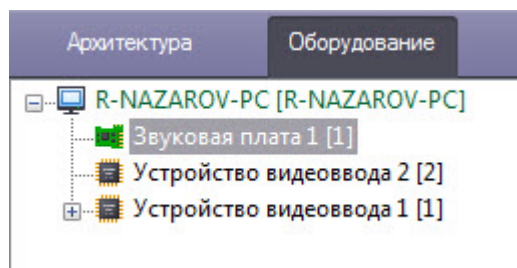 Архитектура Оборудование
R-NAZAROV-PC [R-NAZAROV-PC]
Звуковая плата 1 [1]
Устройство видеоввода 2 [2]
Устройство видеоввода 1 [1]